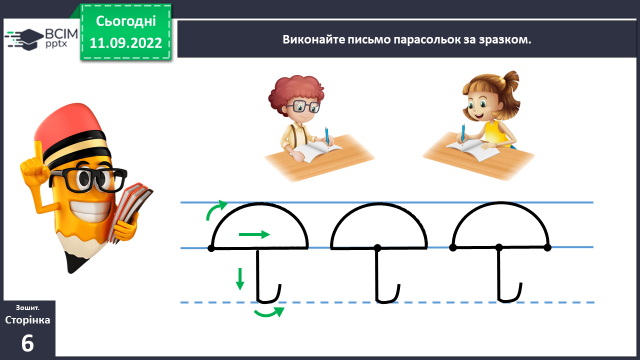 ВСІМ
pptx
Сьогодні
11.09.2022
Виконайте письмо парасольок за зразком.
Зошит.
Сторінка
6